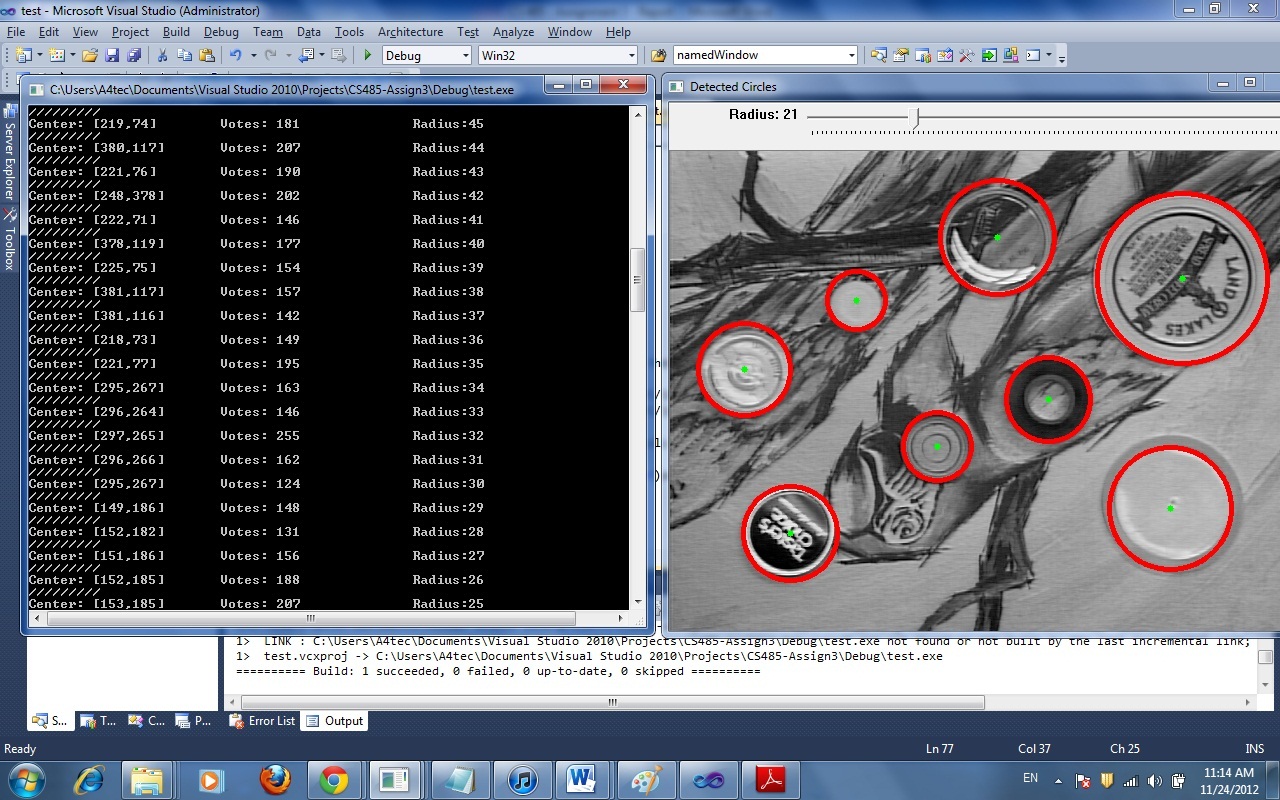 test - Microsoft Visual Studio (Administrator)
File Edit View Project Build Debug Team Data Tools Architecture Test Analyze Window Help
Debug Win32 namedWindow
C:\Users\A4tec\Documents\Visual Studio 2010\Projects\CS485-Assign3\Debug\test.exe
Detected Circles
Radius: 21
Server Explorer
Toolbox
/////////
Center: [219,74] Votes: 181 Radius:45
/////////
Center: [380,117] Votes: 207 Radius:44
/////////
Center: [221,76] Votes: 190 Radius:43
/////////
Center: [248,378] Votes: 202 Radius:42
/////////
Center: [222,71] Votes: 146 Radius:41
/////////
Center: [378,119] Votes: 177 Radius:40
/////////
Center: [225,75] Votes: 154 Radius:39
/////////
Center: [381,117] Votes: 157 Radius:38
/////////
Center: [381,116] Votes: 142 Radius:37
/////////
Center: [218,73] Votes: 149 Radius:36
/////////
Center: [221,77] Votes: 195 Radius:35
/////////
Center: [295,267] Votes: 163 Radius:34
/////////
Center: [296,264] Votes: 146 Radius:33
/////////
Center: [297,265] Votes: 255 Radius:32
/////////
Center: [296,266] Votes: 162 Radius:31
/////////
Center: [295,267] Votes: 124 Radius:30
/////////
Center: [149,186] Votes: 148 Radius:29
/////////
Center: [152,182] Votes: 131 Radius:28
/////////
Center: [151,186] Votes: 156 Radius:27
/////////
Center: [152,185] Votes: 188 Radius:26
/////////
Center: [153,185] Votes: 207 Radius:25
LAND
LAKES
1> LINK : C:\Users\A4tec\Documents\Visual Studio 2010\Projects\CS485-Assign3\Debug\test.exe not found or not built by the last incremental link;
1> test.vcxproj -> C:\Users\A4tec\Documents\Visual Studio 2010\Projects\CS485-Assign3\Debug\test.exe
========== Build: 1 succeeded, 0 failed, 0 up-to-date, 0 skipped ==========
S... T... C... P... Error List Output
Ready Ln 77 Col 37 Ch 25 INS
EN 11:14 AM
11/24/2012